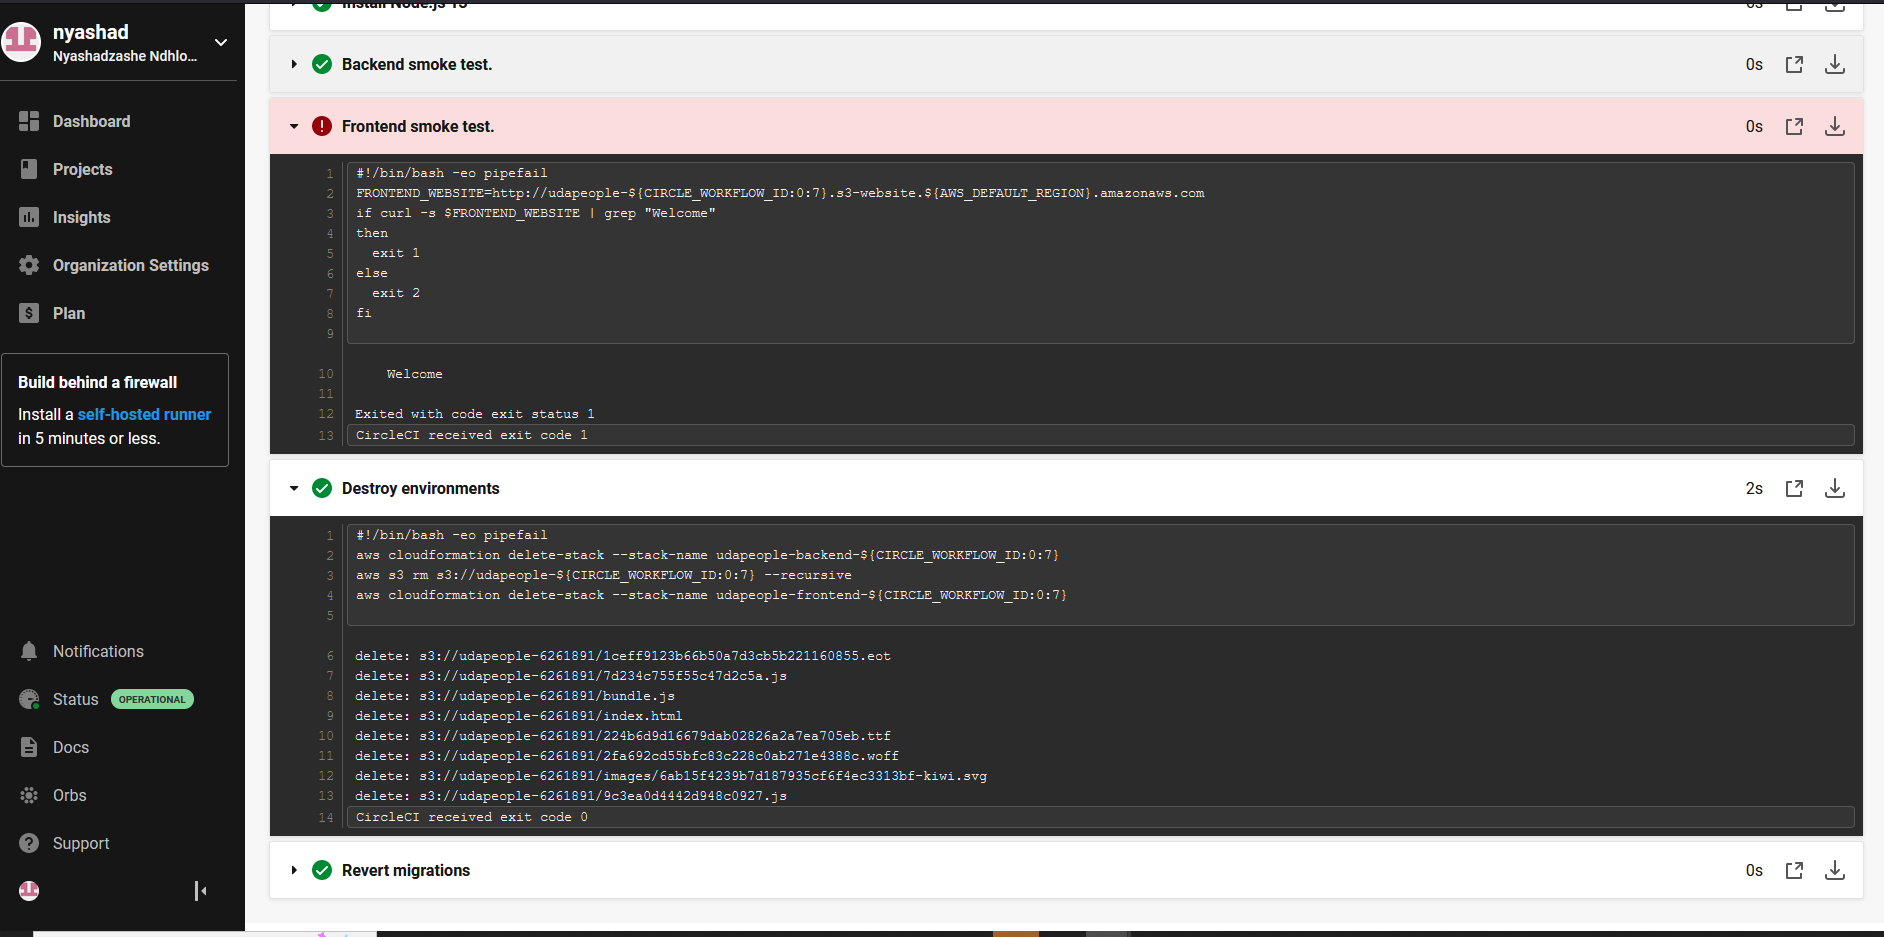 nyashad
Nyashadzashe Ndhlo...
Dashboard
Projects
Insights
Organization Settings
Plan
Build behind a firewall
Install a self-hosted runner
in 5 minutes or less.
Notifications
Status OPERATIONAL
Docs
Orbs
Support
Backend smoke test. 0s
Frontend smoke test. 0s
1 #!/bin/bash -eo pipefail
2 FRONTEND_WEBSITE=http://udapeople-${CIRCLE_WORKFLOW_ID:0:7}.s3-website.${AWS_DEFAULT_REGION}.amazonaws.com
3 if curl -s $FRONTEND_WEBSITE | grep "Welcome"
4 then
5 exit 1
6 else
7 exit 2
8 fi
9
10 Welcome
11
12 Exited with code exit status 1
13 CircleCI received exit code 1
Destroy environments 2s
1 #!/bin/bash -eo pipefail
2 aws cloudformation delete-stack --stack-name udapeople-backend-${CIRCLE_WORKFLOW_ID:0:7}
3 aws s3 rm s3://udapeople-${CIRCLE_WORKFLOW_ID:0:7} --recursive
4 aws cloudformation delete-stack --stack-name udapeople-frontend-${CIRCLE_WORKFLOW_ID:0:7}
5
6 delete: s3://udapeople-6261891/1ceff9123b66b50a7d3cb5b221160855.eot
7 delete: s3://udapeople-6261891/7d234c755f55c47d2c5a.js
8 delete: s3://udapeople-6261891/bundle.js
9 delete: s3://udapeople-6261891/index.html
10 delete: s3://udapeople-6261891/224b6d9d16679dab02826a2a7ea705eb.ttf
11 delete: s3://udapeople-6261891/2fa692cd55bfc83c228c0ab271e4388c.woff
12 delete: s3://udapeople-6261891/images/6ab15f4239b7d187935cf6f4ec3313bf-kiwi.svg
13 delete: s3://udapeople-6261891/9c3ea0d4442d948c0927.js
14 CircleCI received exit code 0
Revert migrations 0s